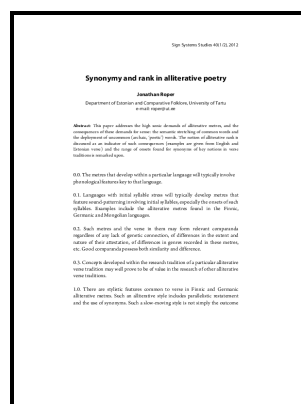 Sign Systems Studies 40(1/2), 2012
Synonymy and rank in alliterative poetry
Jonathan Roper
Department of Estonian and Comparative Folklore, University of Tartu
e-mail: roper@ut.ee
Abstract: This paper addresses the high sonic demands of alliterative metres, and the
consequences of these demands for sense: the semantic stretching of common words and
the deployment of uncommon (archaic, 'poetic') words. The notion of alliterative rank is
discussed as an indicator of such consequences (examples are given from English and
Estonian verse) and the range of onsets found for synonyms of key notions in verse
traditions is remarked upon.
0.0. The metres that develop within a particular language will typically involve
phonological features key to that language.
0.1. Languages with initial syllable stress will typically develop metres that
feature sound-patterning involving initial syllables, especially the onsets of such
syllables. Examples include the alliterative metres found in the Finnic,
Germanic and Mongolian languages.
0.2. Such metres and the verse in them may form relevant compounds
regardless of any lack of genetic connection, of differences in the extent and
nature of their attestation, of differences in genres recorded in these metres,
etc. Good compounds possess both similarity and difference.
0.3. Concepts developed within the research tradition of a particular alliterative
verse tradition may well prove to be of value in the research of other alliterative
verse traditions.
1.0. There are stylistic features common to verse in Finnic and Germanic
alliterative metres. Such an alliterative style includes parallelistic restatement
and the use of synonyms. Such a slow-moving style is not simply the outcome